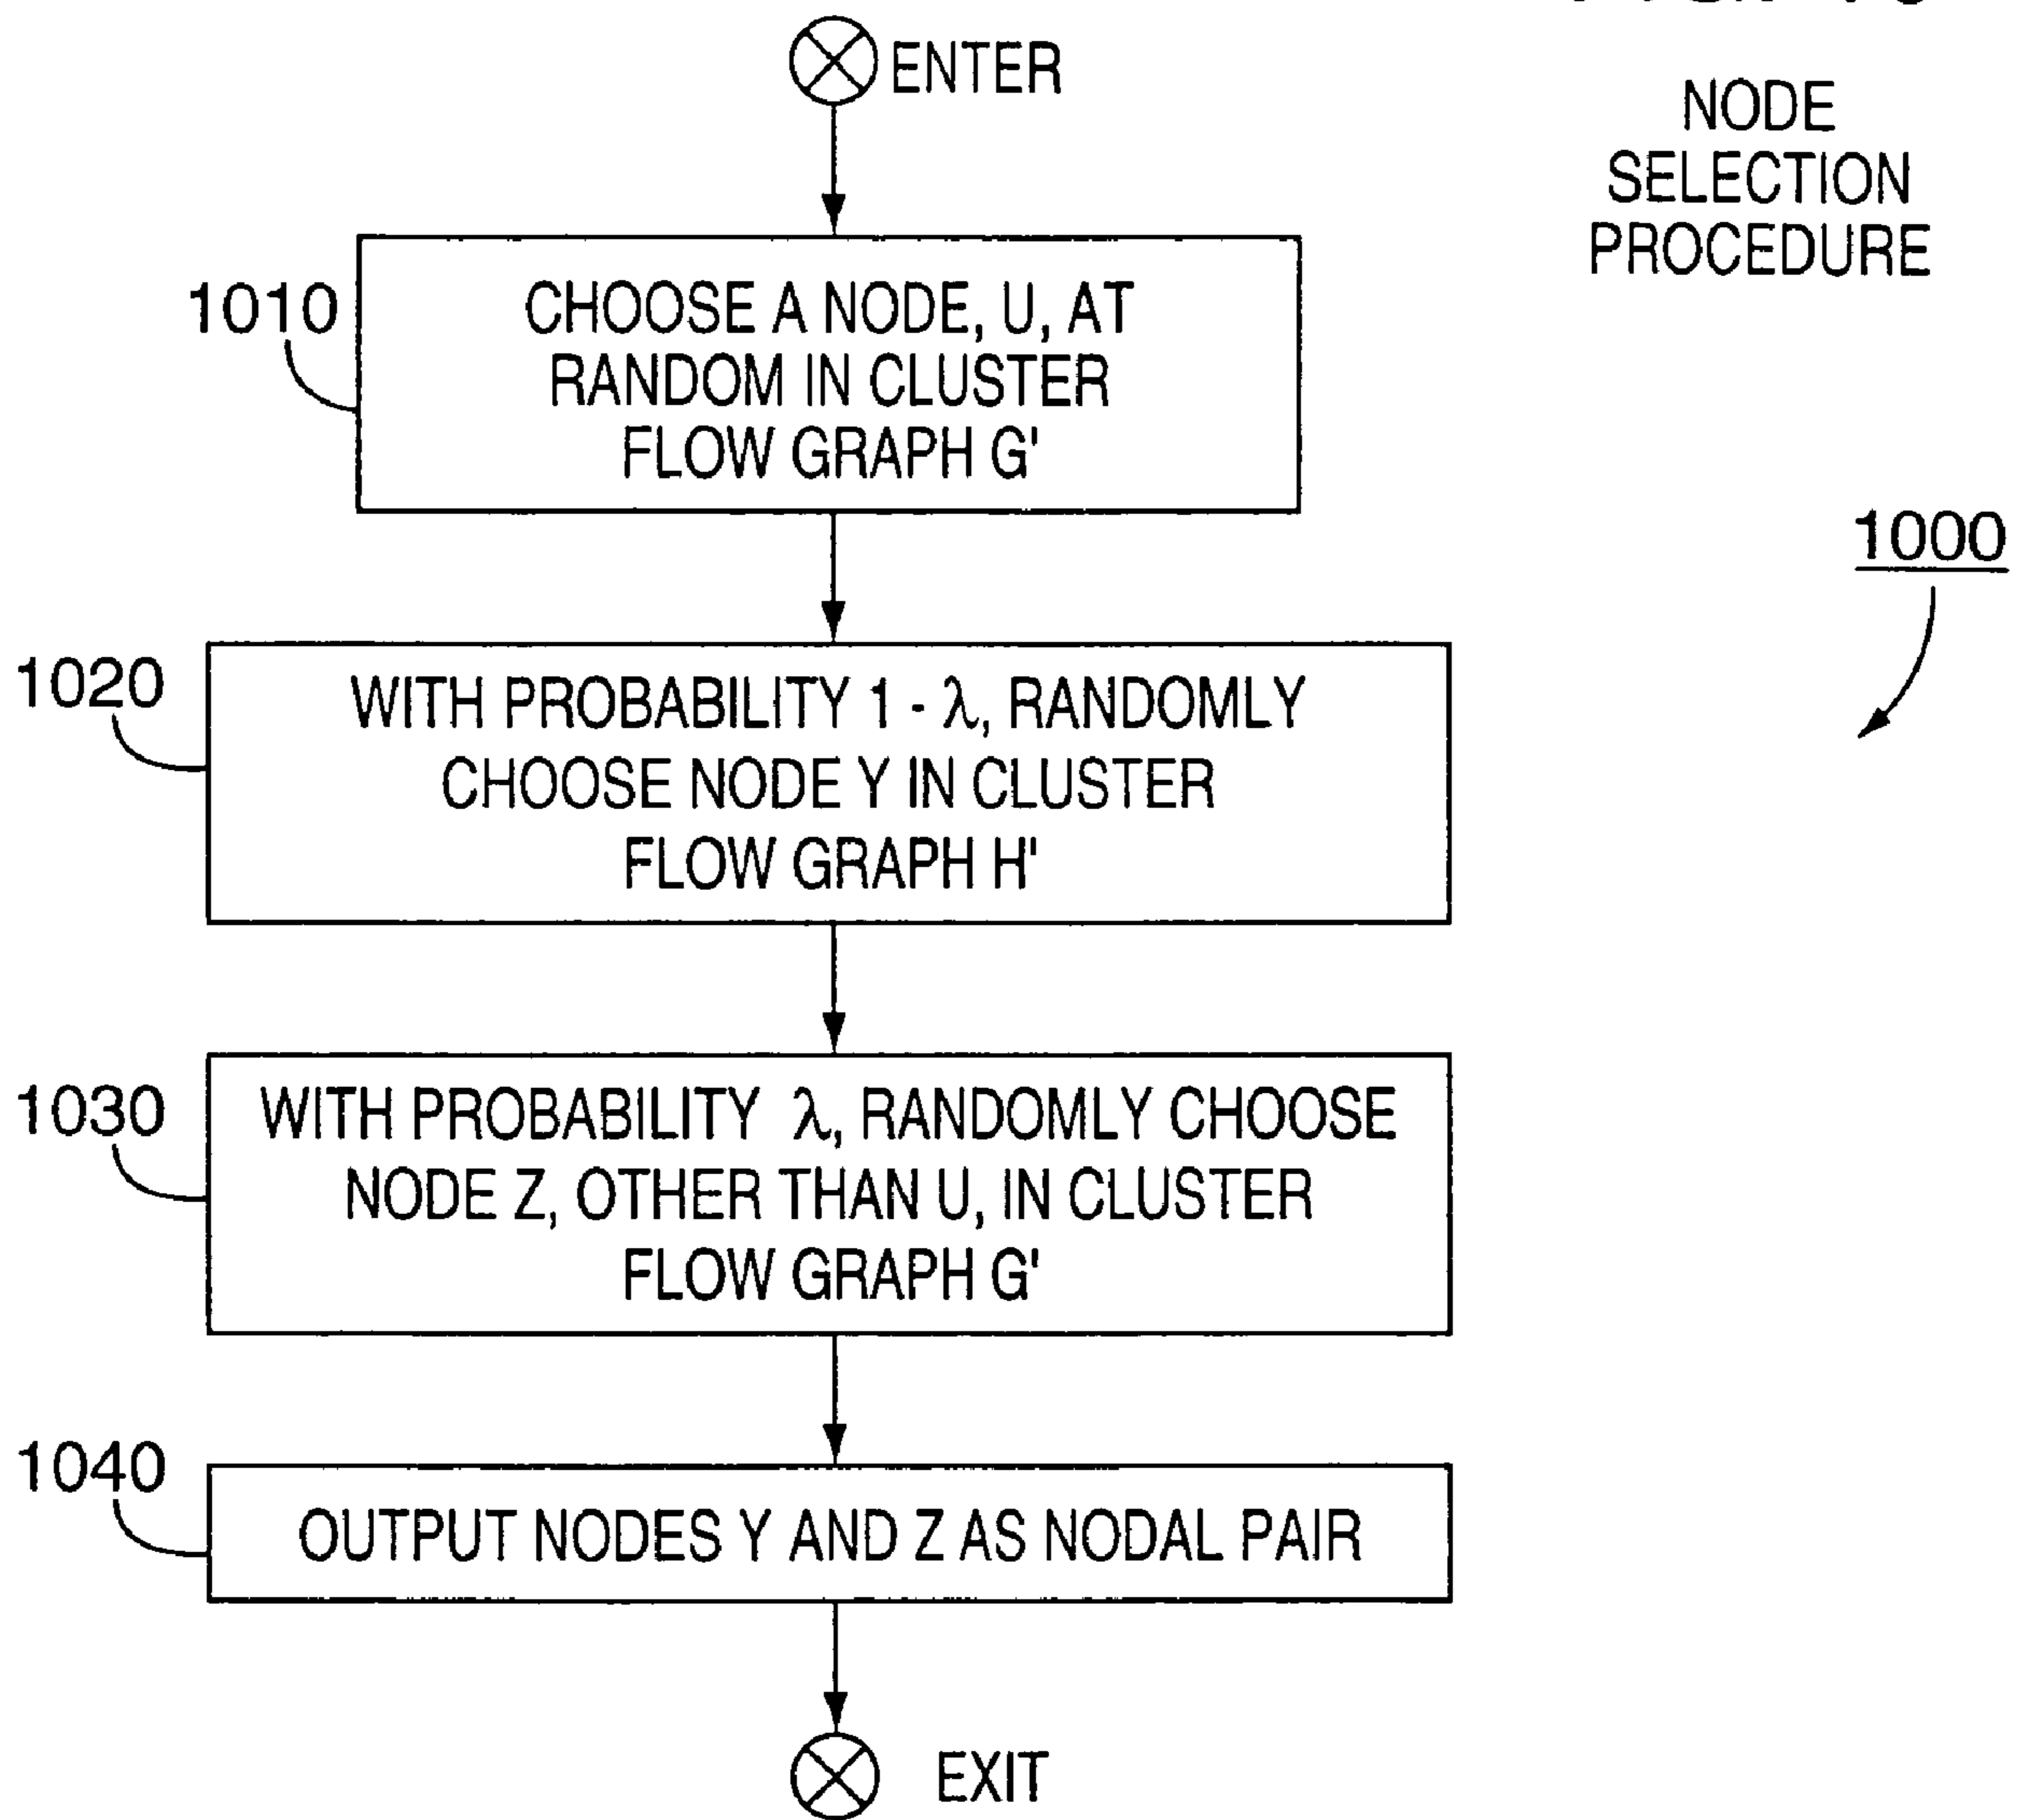 ENTER
NODE
SELECTION
PROCEDURE
1010
CHOOSE A NODE, U, AT
RANDOM IN CLUSTER
FLOW GRAPH G'
1000
1020
WITH PROBABILITY 1 - λ, RANDOMLY
CHOOSE NODE Y IN CLUSTER
FLOW GRAPH H'
1030
WITH PROBABILITY λ, RANDOMLY CHOOSE
NODE Z, OTHER THAN U, IN CLUSTER
FLOW GRAPH G'
1040
OUTPUT NODES Y AND Z AS NODAL PAIR
EXIT